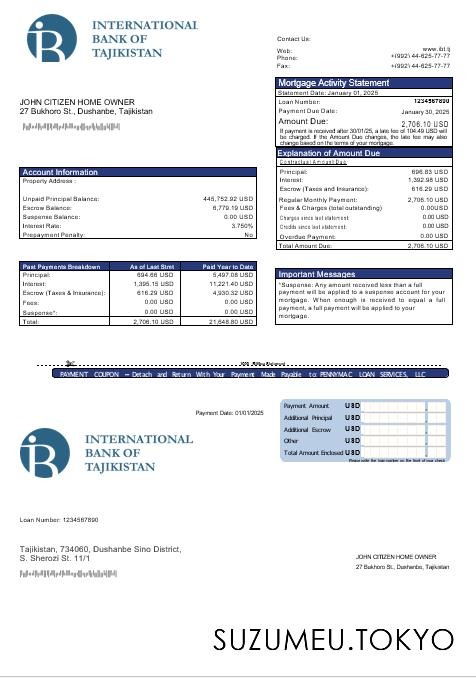 INTERNATIONAL
BANK OF
TAJIKISTAN
Contact Us:
Web: www.ibt.tj
Phone: +(992) 44-625-77-77
Fax: +(992) 44-625-77-77
Mortgage Activity Statement
Statement Date: January 01, 2025
Loan Number: 1234567890
Payment Due Date: January 30, 2025
Amount Due: 2,706.10 USD
If payment is received after 30/01/25, a late fee of 104.49 USD will
be charged. If the Amount Due changes, the late fee may also
change based on the terms of your mortgage.
JOHN CITIZEN HOME OWNER
27 Bukhoro St., Dushanbe, Tajikistan
Explanation of Amount Due
Contractual Amount Due
Principal: 696.83 USD
Interest: 1,392.98 USD
Escrow (Taxes and Insurance): 616.29 USD
Regular Monthly Payment: 2,706.10 USD
Fees & Charges (total outstanding) 0.00USD
Charges since last statement: 0.00 USD
Credits since last statement: 0.00 USD
Overdue Payment: 0.00 USD
Total Amount Due: 2,706.10 USD
Account Information
Property Address :
Unpaid Principal Balance: 445,752.92 USD
Escrow Balance: 6,779.19 USD
Suspense Balance: 0.00 USD
Interest Rate: 3.750%
Prepayment Penalty: No
Past Payments Breakdown As of Last Stmt Paid Year to Date
Principal: 694.66 USD 5,497.08 USD
Interest: 1,395.15 USD 11,221.40 USD
Escrow (Taxes & Insurance): 616.29 USD 4,930.32 USD
Fees: 0.00 USD 0.00 USD
Suspense*: 0.00 USD 0.00 USD
Total: 2,706.10 USD 21,648.80 USD
Important Messages
*Suspense: Any amount received less than a full
payment will be applied to a suspense account for your
mortgage. When enough is received to equal a full
payment, a full payment will be applied to your
mortgage.
PAYMENT COUPON – Detach and Return With Your Payment Made Payable to: PENNYMAC LOAN SERVICES, LLC
Payment Date: 01/01/2025
Payment Amount USD
Additional Principal USD
Additional Escrow USD
Other USD
Total Amount Enclosed USD
INTERNATIONAL
BANK OF
TAJIKISTAN
Loan Number: 1234567890
Tajikistan, 734060, Dushanbe Sino District,
S. Sherozi St. 11/1
JOHN CITIZEN HOME OWNER
27 Bukhoro St., Dushanbe, Tajikistan
SUZUMEU.TOKYO